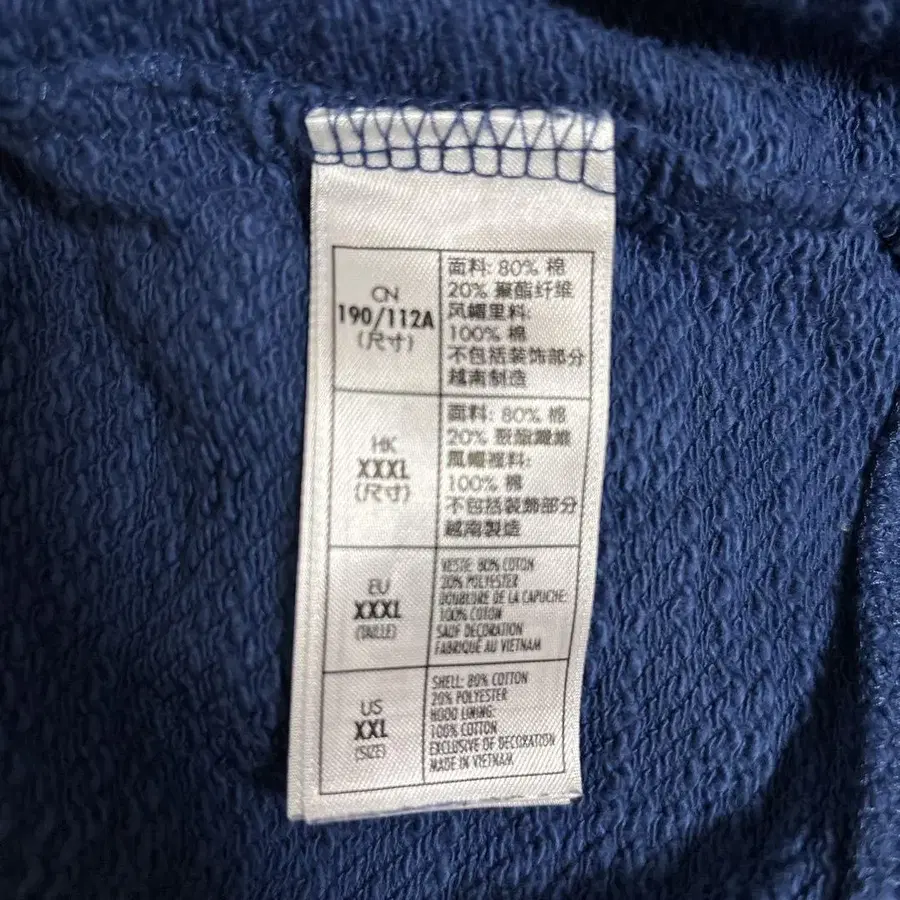 CN
190/112A
(尺寸)
面料: 80% 棉
20% 聚酯纤维
风帽里料:
100% 棉
不包括装饰部分
越南制造
HK
XXXL
(尺寸)
面料: 80% 棉
20% 聚酯纖維
風帽裡料:
100% 棉
不包括裝飾部分
越南製造
EU
XXXL
(TAILLE)
VESTE: 80% COTON
20% POLYESTER
DOUBLURE DE LA CAPUCHE:
100% COTON
SAUF DECORATION
FABRIQUÉ AU VIETNAM
US
XXL
(SIZE)
SHELL: 80% COTTON
20% POLYESTER
HOOD LINING:
100% COTTON
EXCLUSIVE OF DECORATION
MADE IN VIETNAM